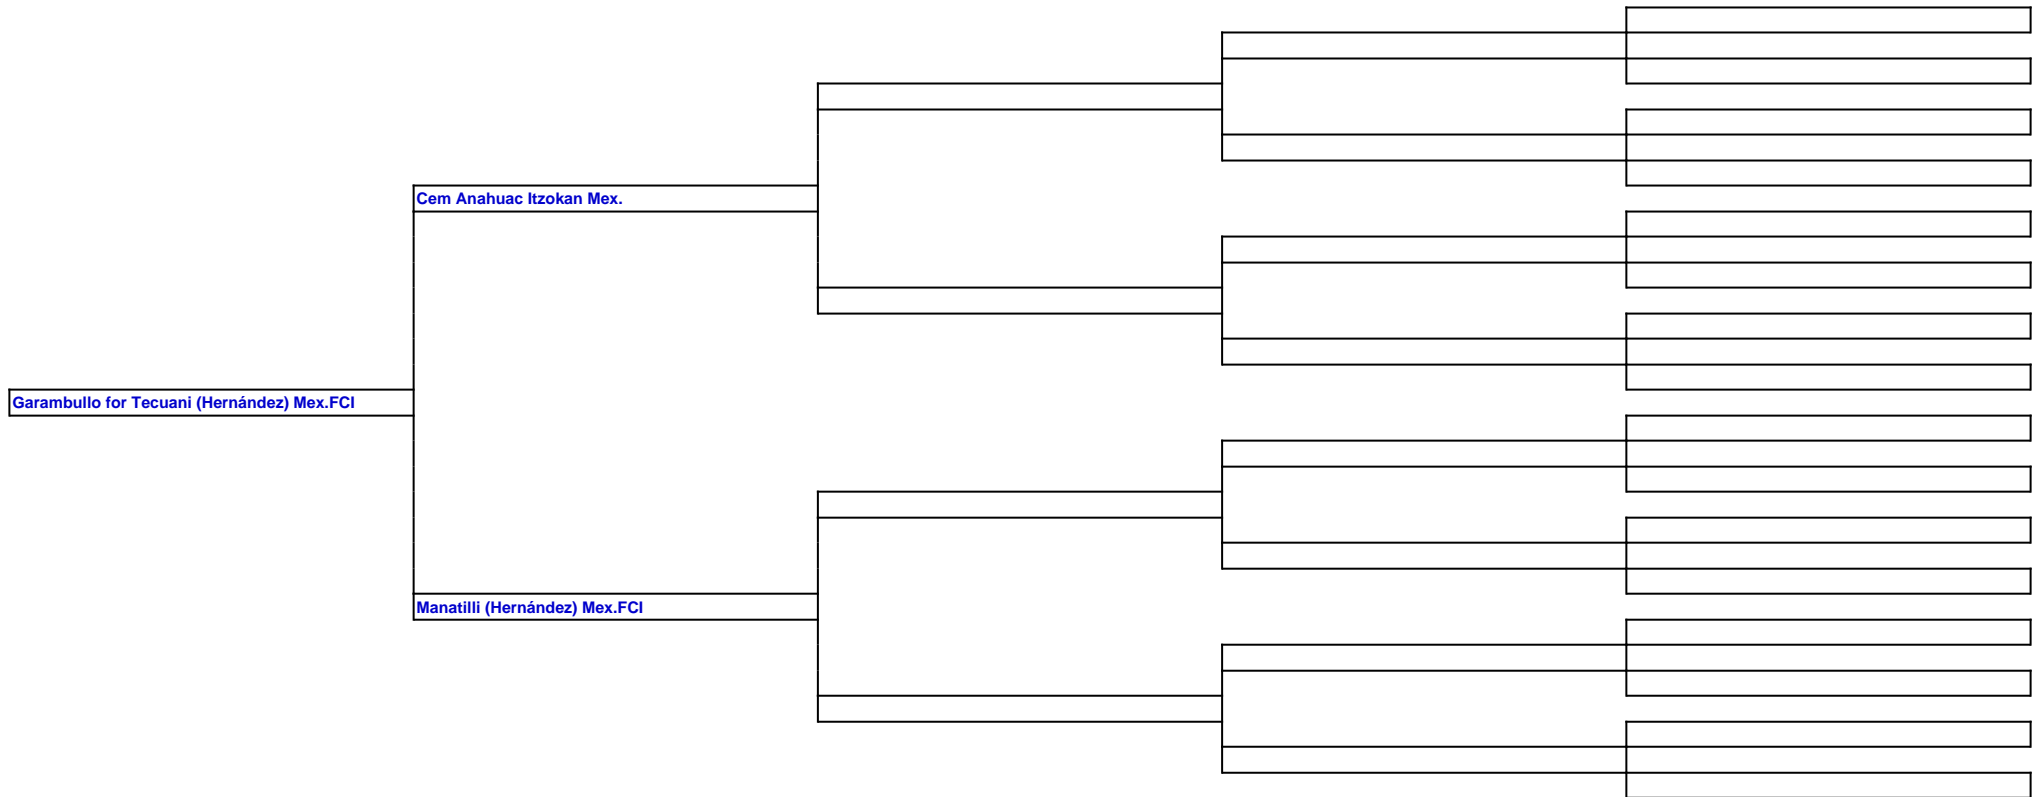 Cem Anahuac Itzokan Mex.
Garambullo for Tecuani (Hernández) Mex.FCI
Manatilli (Hernández) Mex.FCI